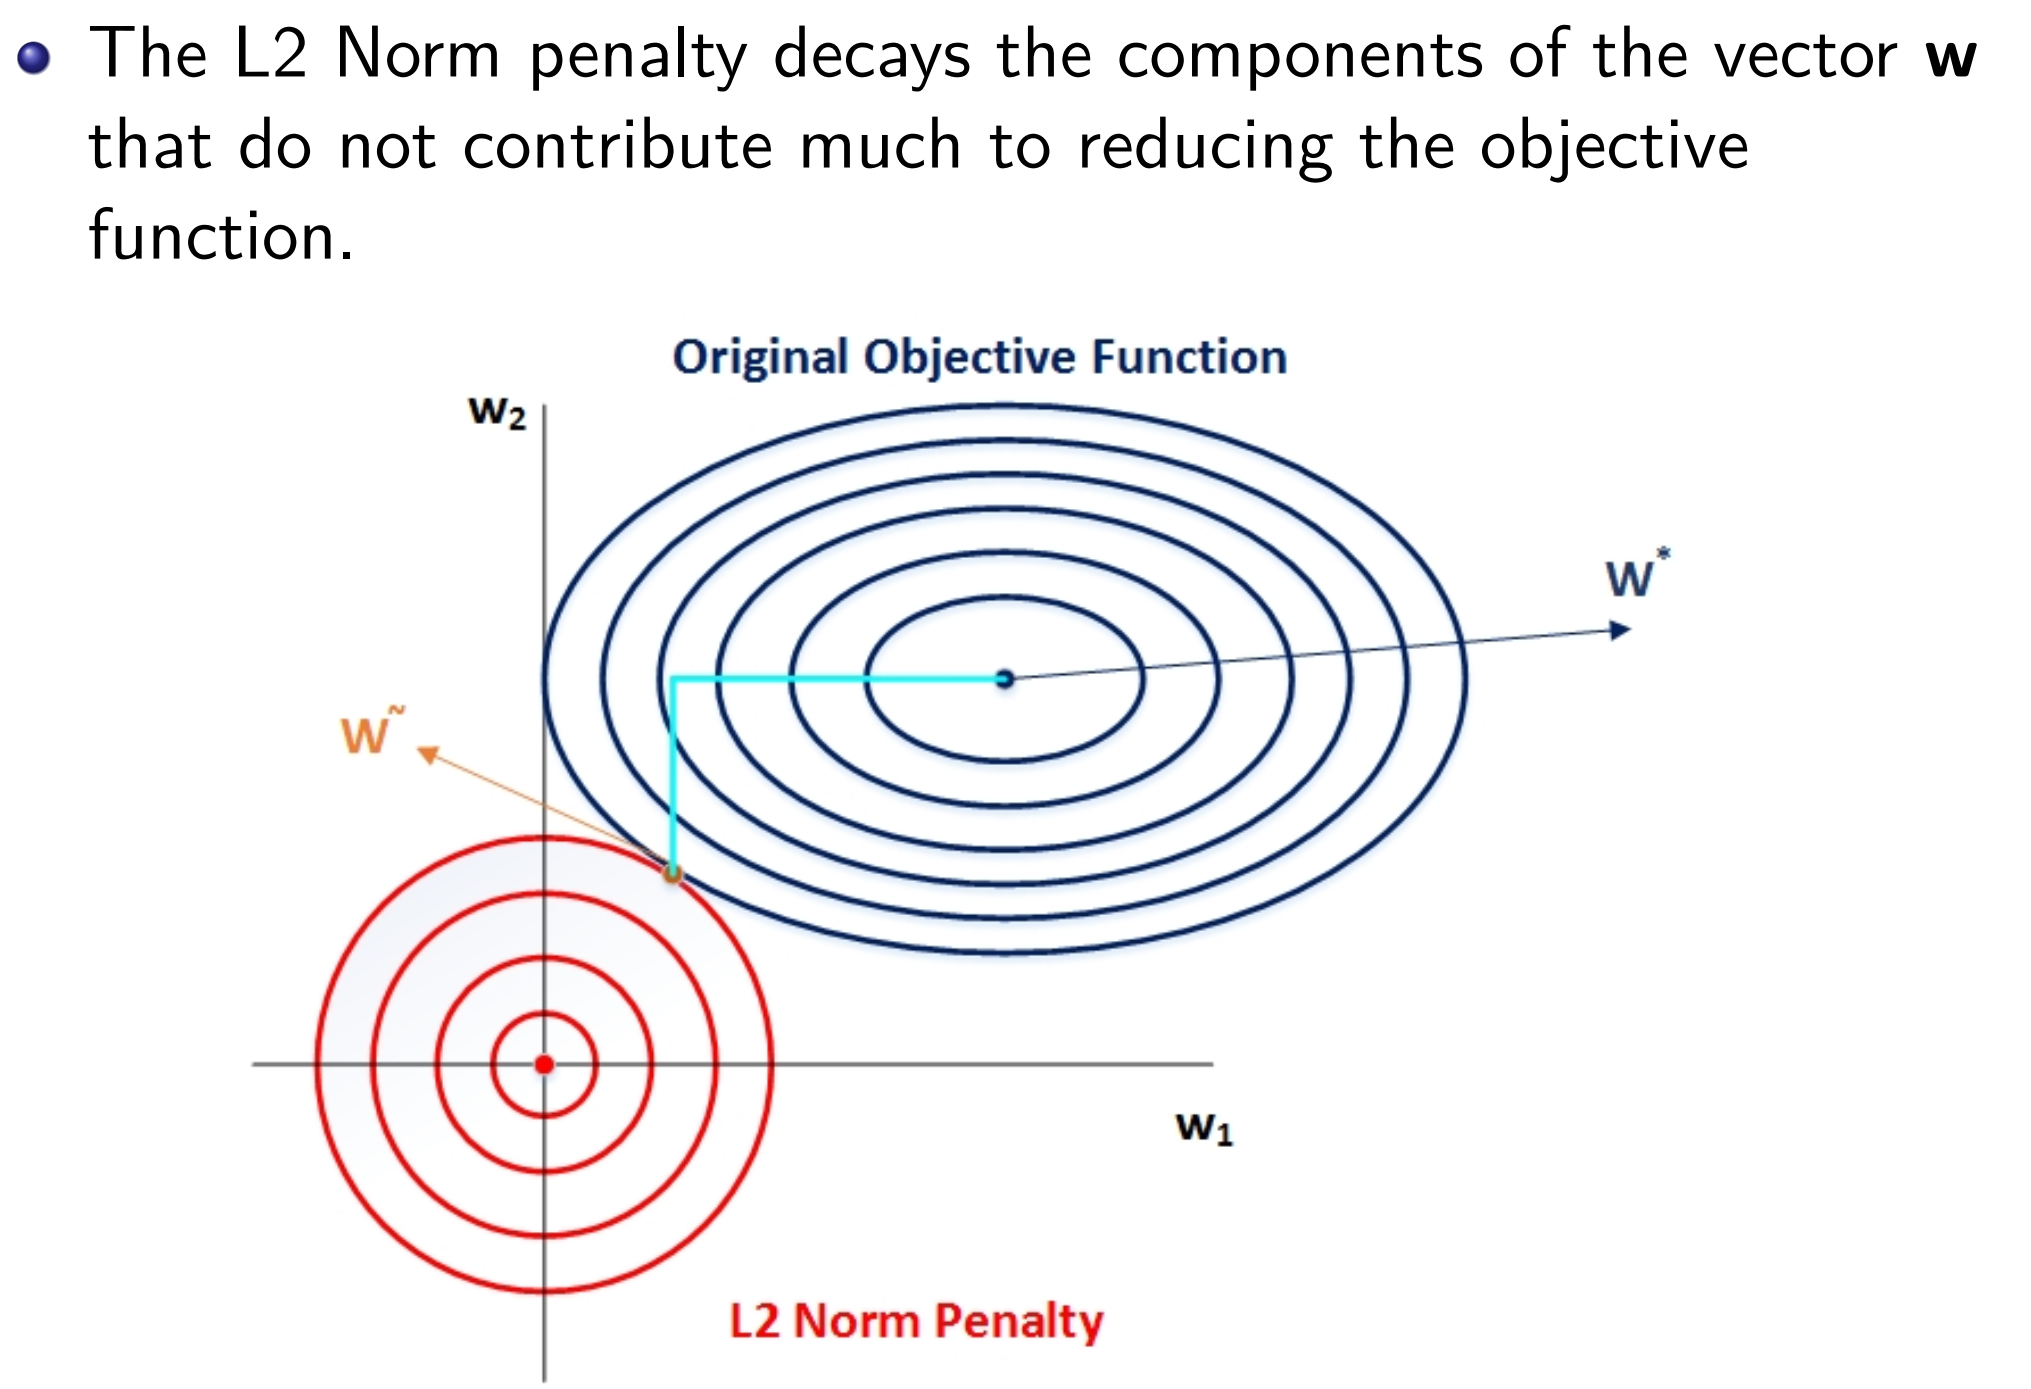 The L2 Norm penalty decays the components of the vector w
that do not contribute much to reducing the objective
function.
Original Objective Function
w₂
W*
W˜
w₁
L2 Norm Penalty